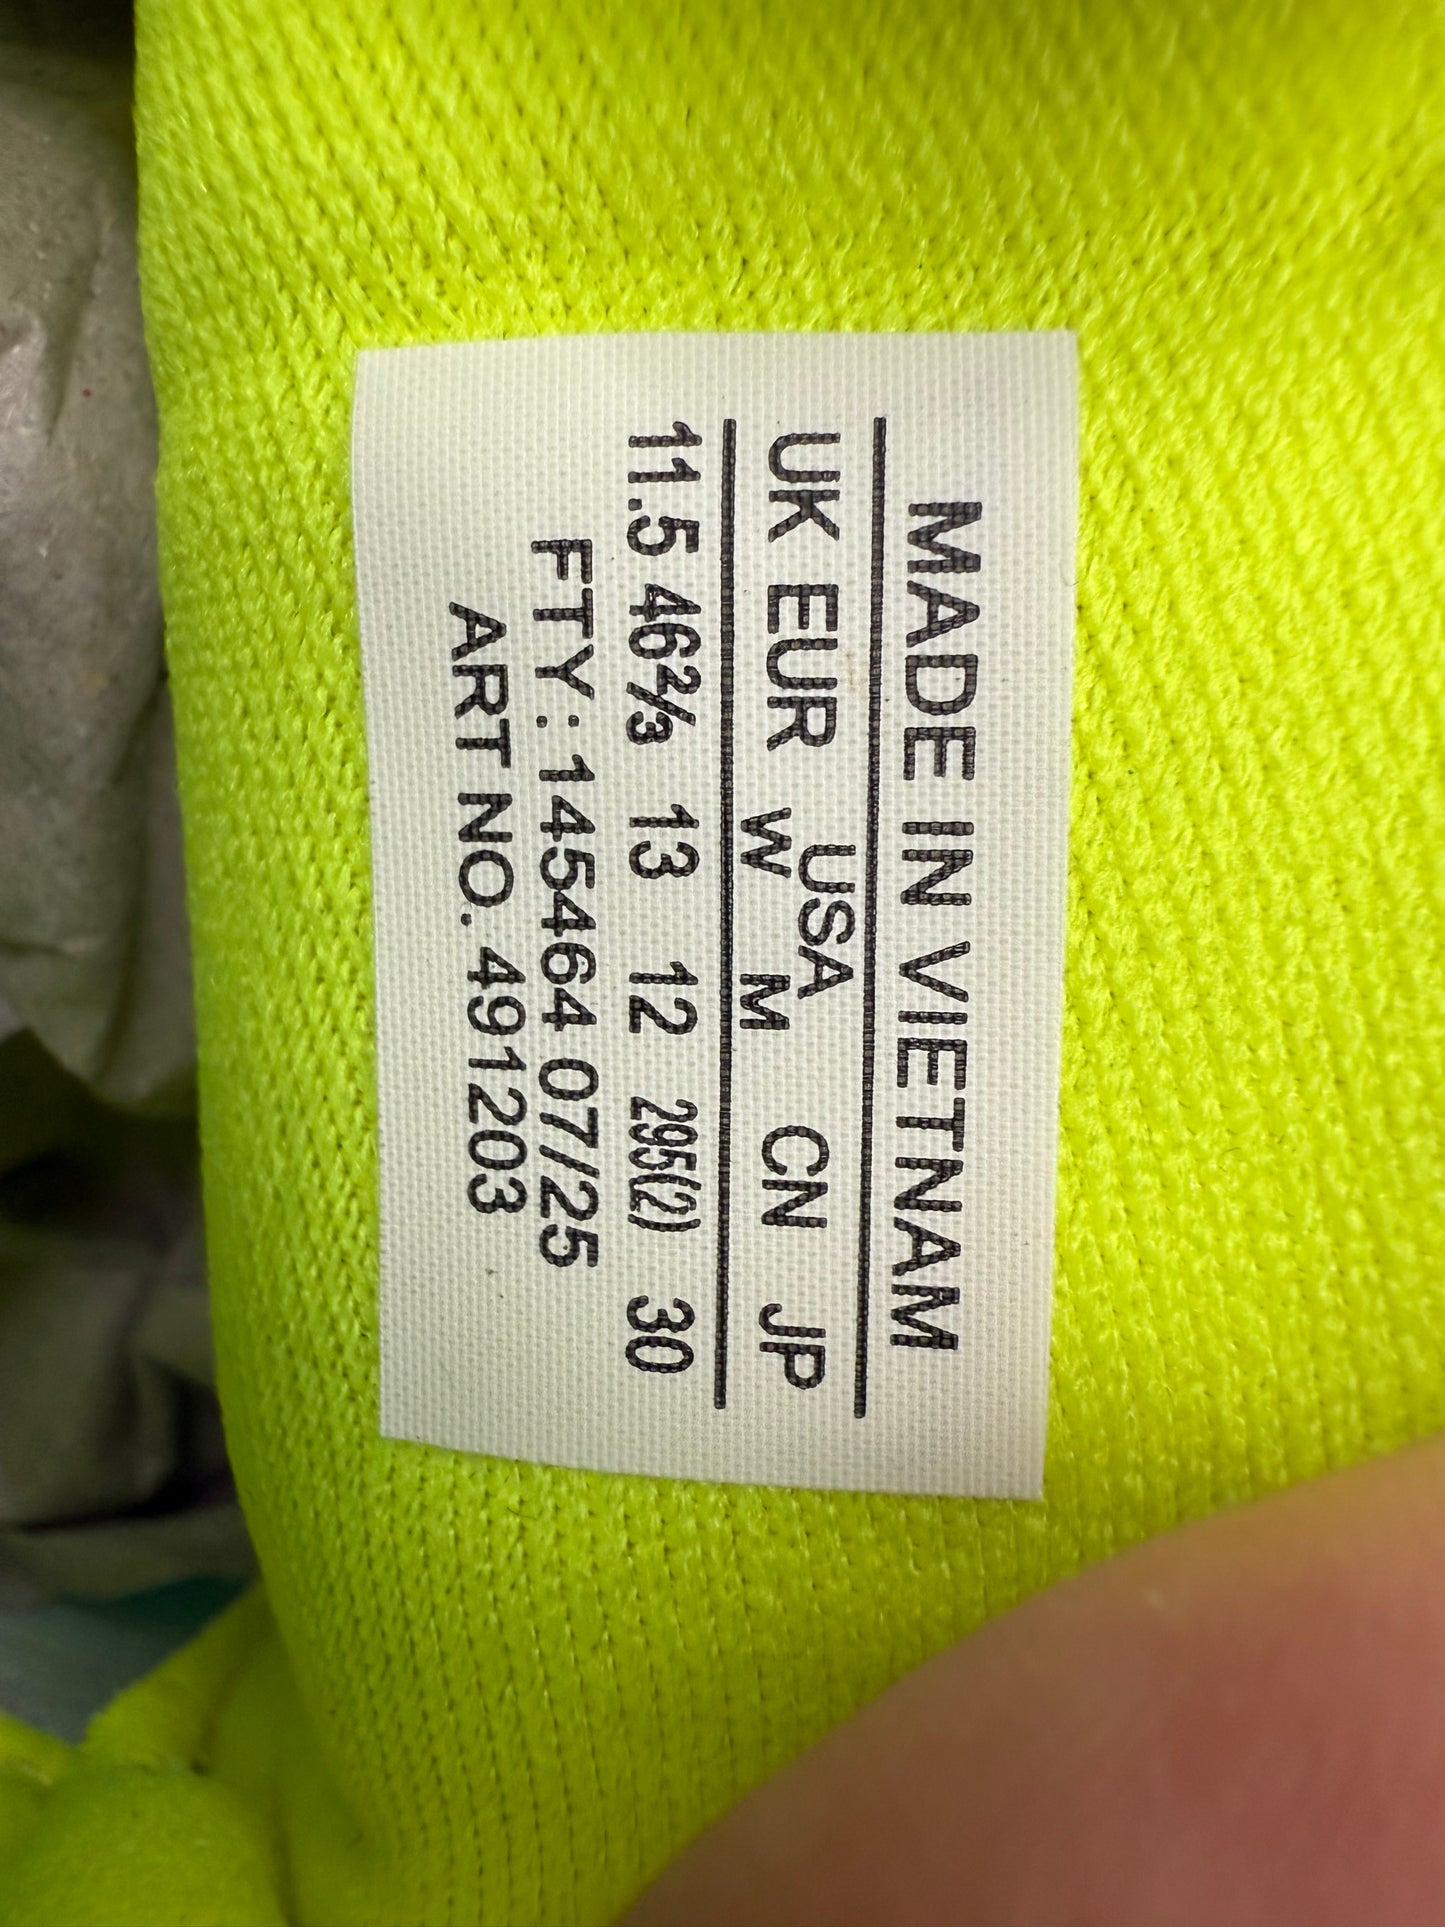 MADE IN VIETNAM
UK EUR USA CN JP
W M
11.5 46⅔ 13 12 295(2) 30
FTY: 145464 07/25
ART NO. 491203